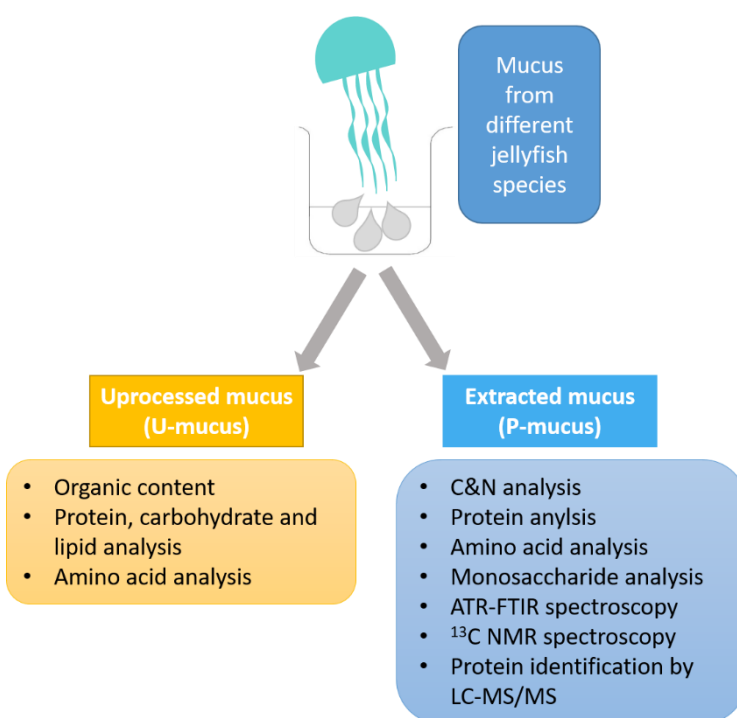 Mucus
from
different
jellyfish
species
Uprocessed mucus
(U-mucus)
• Organic content
• Protein, carbohydrate and
lipid analysis
• Amino acid analysis
Extracted mucus
(P-mucus)
• C&N analysis
• Protein anylsis
• Amino acid analysis
• Monosaccharide analysis
• ATR-FTIR spectroscopy
• ¹³C NMR spectroscopy
• Protein identification by
LC-MS/MS